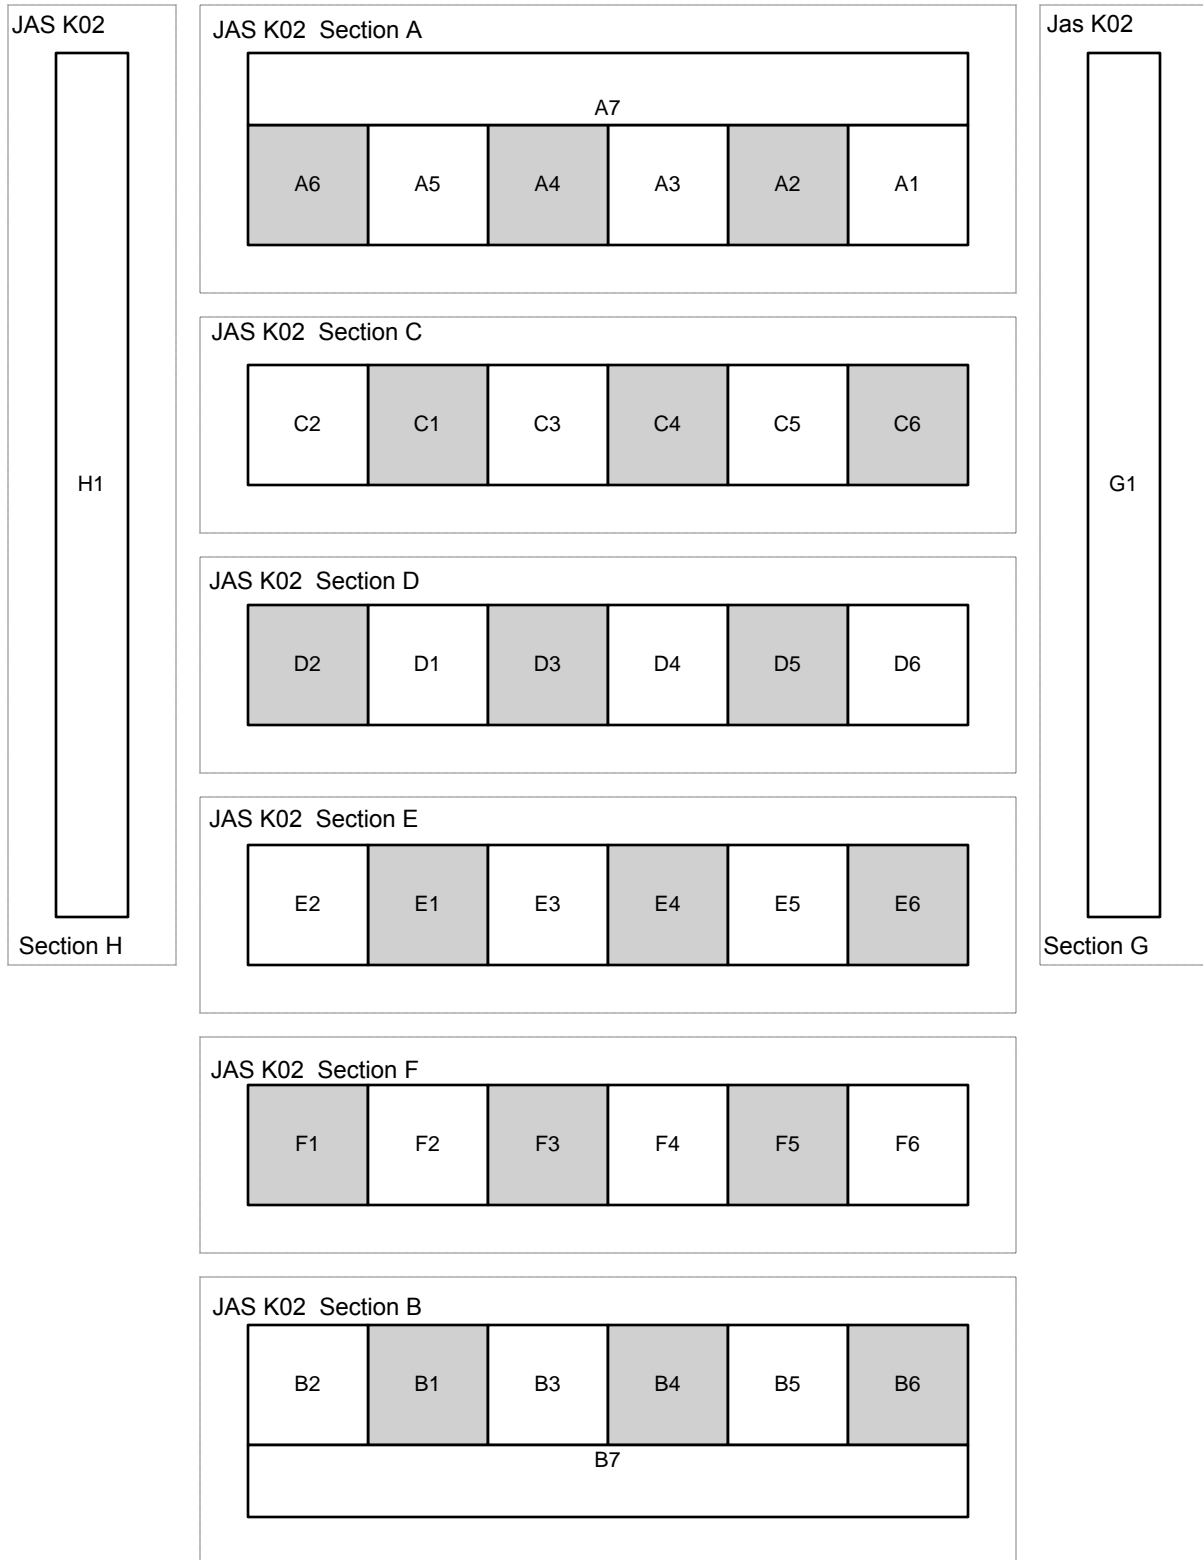 JAS K02
H1
Section H
JAS K02 Section A
A7
A6 A5 A4 A3 A2 A1
JAS K02 Section C
C2 C1 C3 C4 C5 C6
JAS K02 Section D
D2 D1 D3 D4 D5 D6
JAS K02 Section E
E2 E1 E3 E4 E5 E6
JAS K02 Section F
F1 F2 F3 F4 F5 F6
JAS K02 Section B
B2 B1 B3 B4 B5 B6
B7
Jas K02
G1
Section G